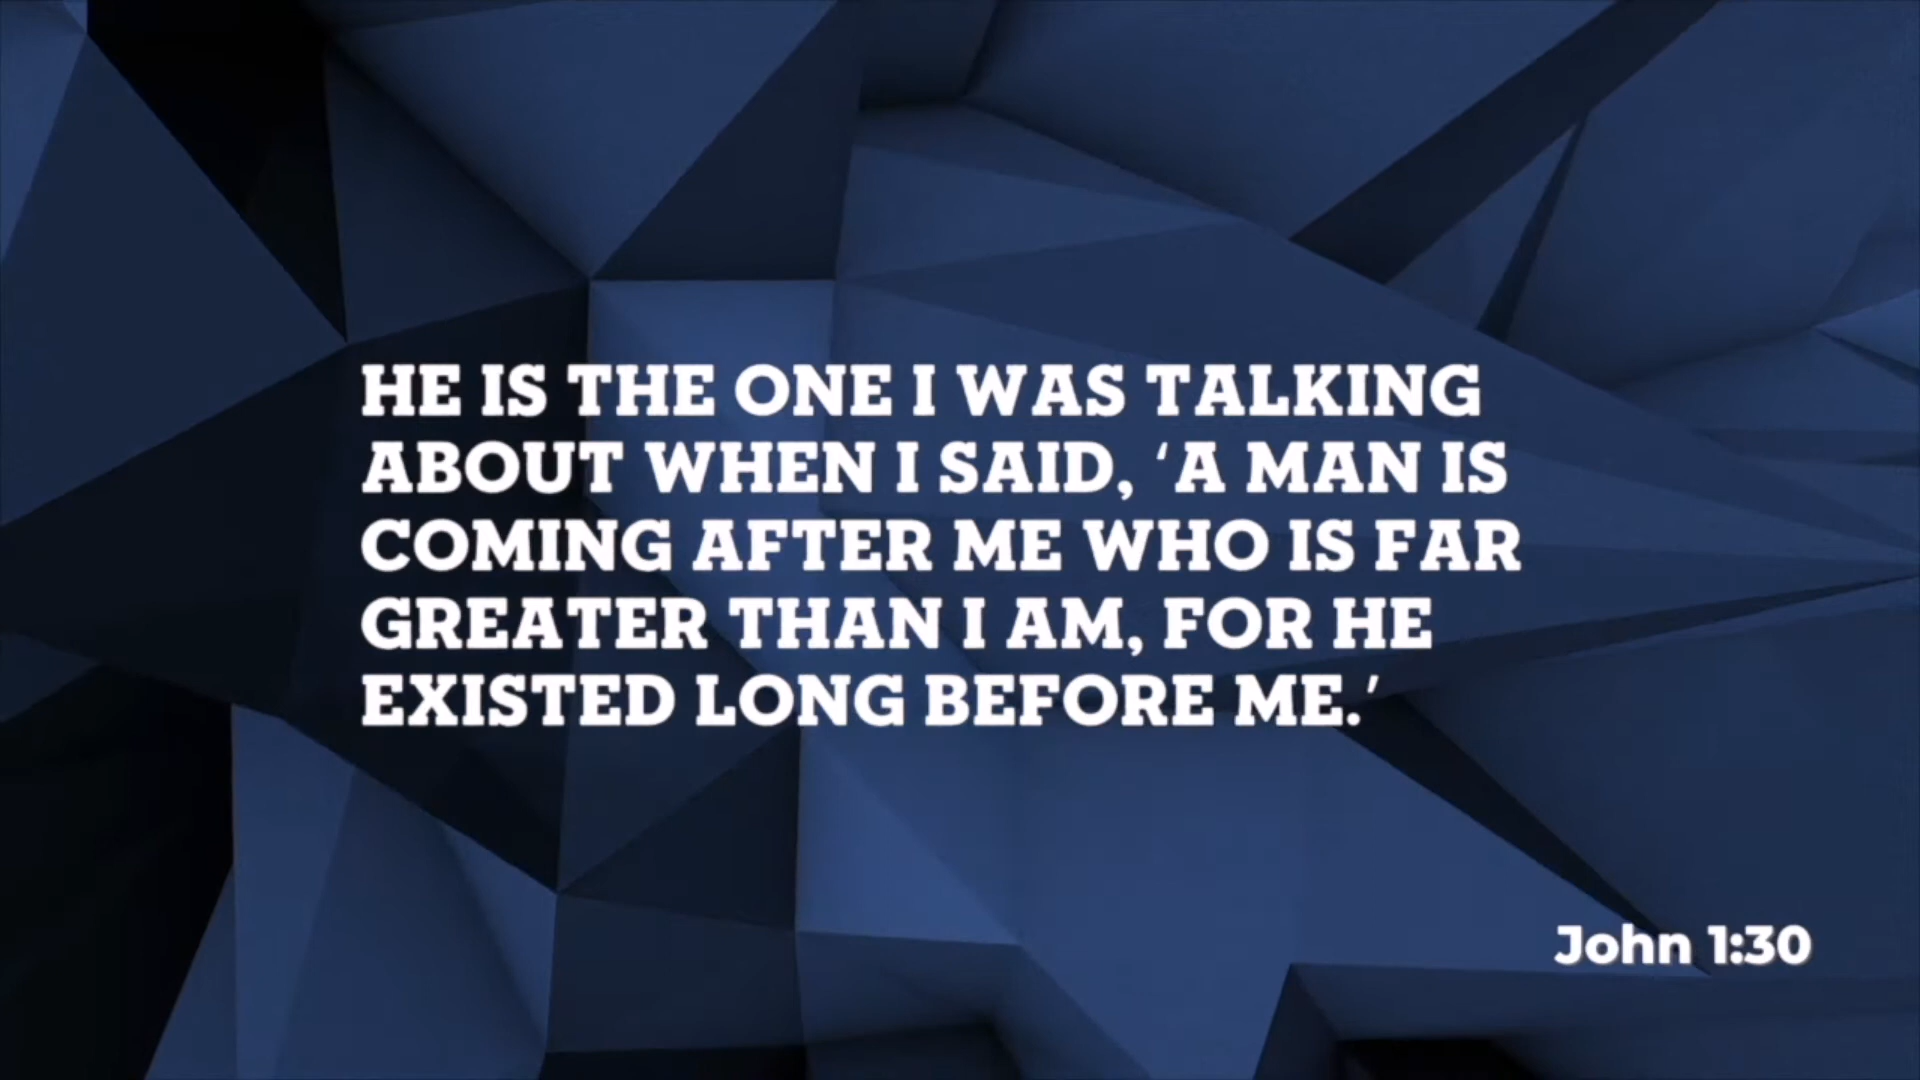 HE IS THE ONE I WAS TALKING
ABOUT WHEN I SAID, ‘A MAN IS
COMING AFTER ME WHO IS FAR
GREATER THAN I AM, FOR HE
EXISTED LONG BEFORE ME.’
John 1:30